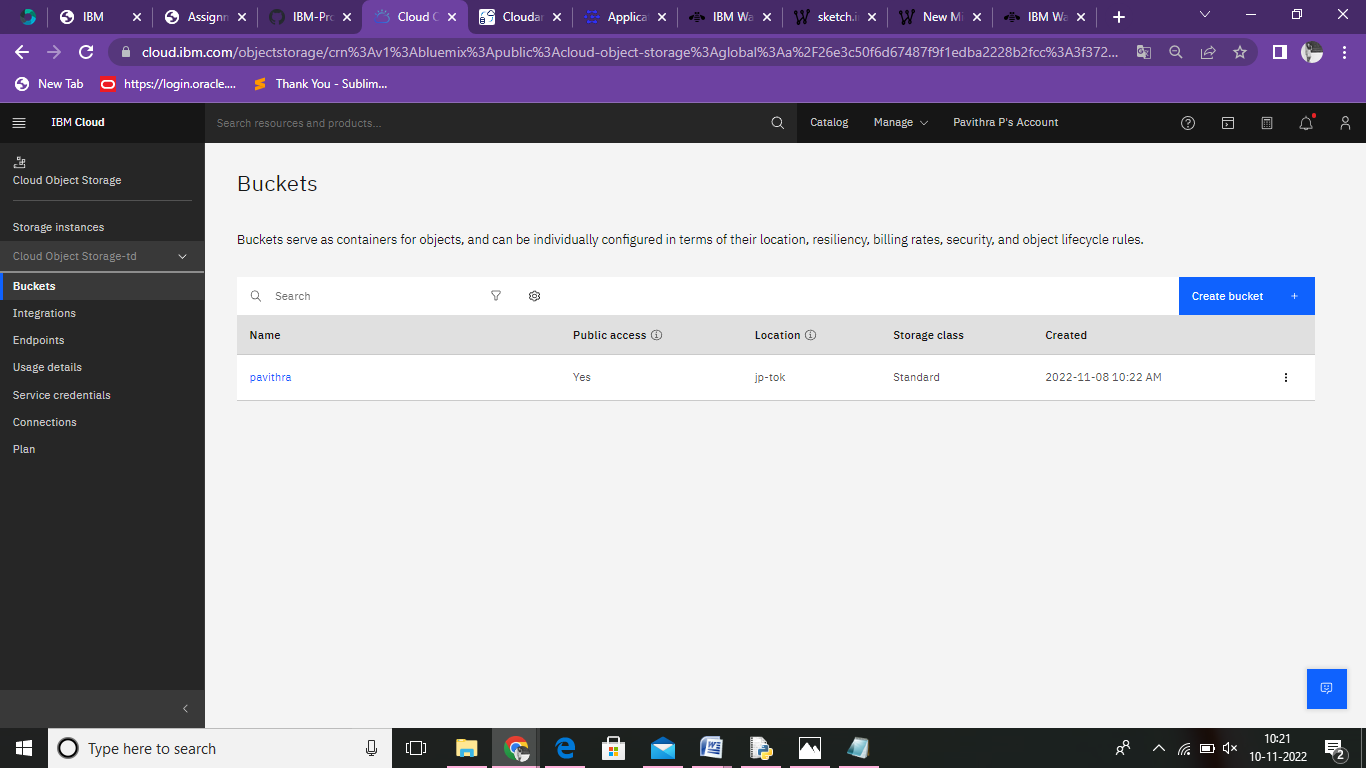 IBM
Assignm
IBM-Pro
Cloud O
Cloudan
Applicat
IBM Wa
sketch.in
New Mi
IBM Wa
cloud.ibm.com/objectstorage/crn%3Av1%3Abluemix%3Apublic%3Acloud-object-storage%3Aglobal%3Aa%2F26e3c50f6d67487f9f1edba2228b2fcc%3A3f372...
New Tab
https://login.oracle....
Thank You - Sublim...
IBM Cloud
Search resources and products...
Catalog
Manage
Pavithra P's Account
Cloud Object Storage
Storage instances
Cloud Object Storage-td
Buckets
Integrations
Endpoints
Usage details
Service credentials
Connections
Plan
Buckets
Buckets serve as containers for objects, and can be individually configured in terms of their location, resiliency, billing rates, security, and object lifecycle rules.
Search
Create bucket +
Name Public access Location Storage class Created
pavithra Yes jp-tok Standard 2022-11-08 10:22 AM
Type here to search
10:21
10-11-2022
2